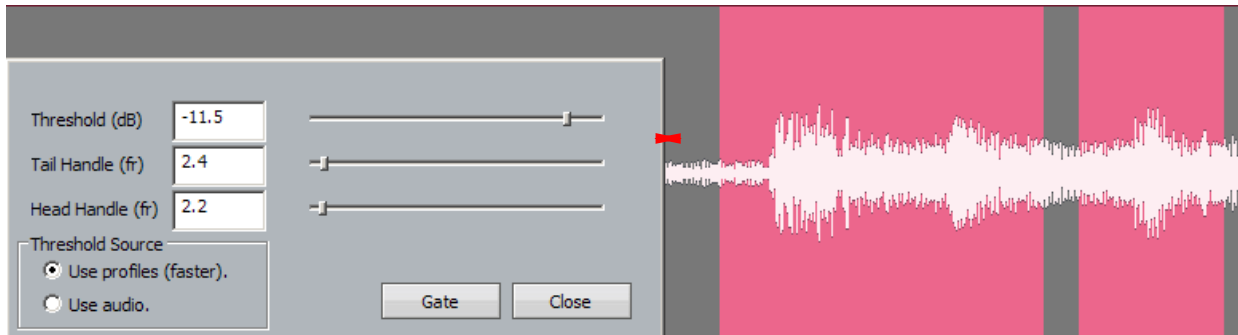 Threshold (dB) -11.5
Tail Handle (fr) 2.4
Head Handle (fr) 2.2
Threshold Source
Use profiles (faster).
Use audio.
Gate Close